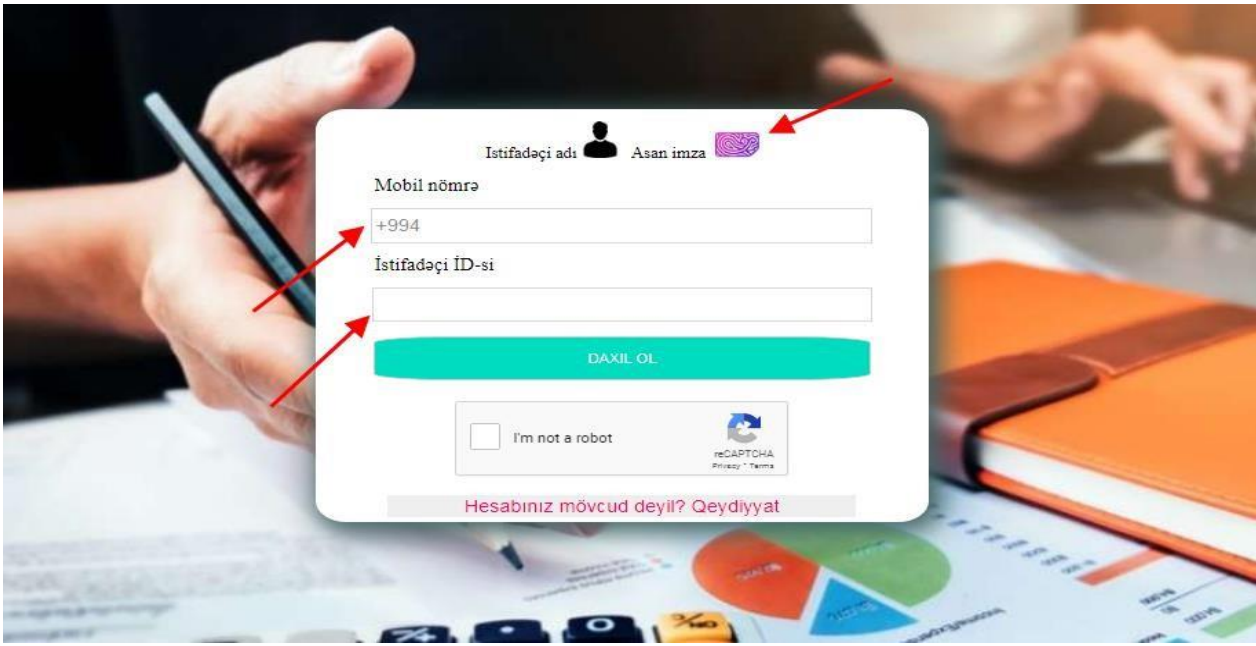 Istifadəçi adı Asan imza
Mobil nömrə
+994
İstifadəçi İD-si
DAXIL OL
I'm not a robot
reCAPTCHA
Privacy - Terms
Hesabınız mövcud deyil? Qeydiyyat